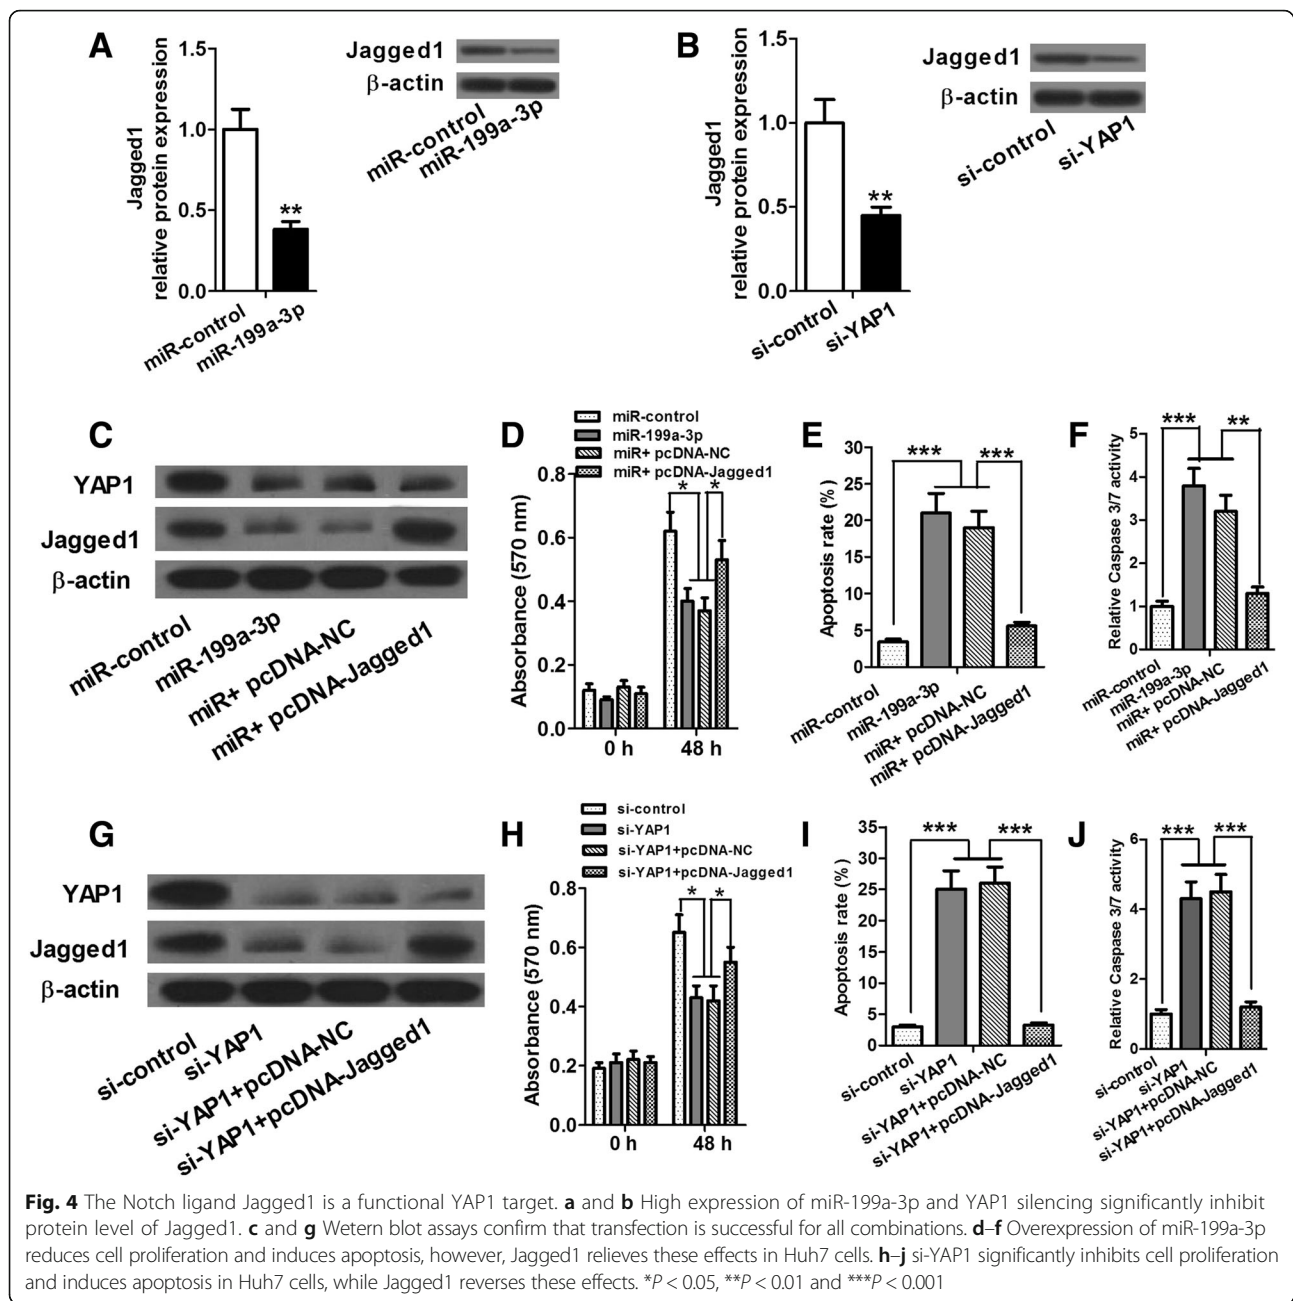 A
Jagged1
relative protein expression
1.5
1.0
0.5
0.0
**
miR-control
miR-199a-3p
Jagged1
β-actin
miR-control
miR-199a-3p
B
Jagged1
relative protein expression
1.5
1.0
0.5
0.0
**
si-control
si-YAP1
Jagged1
β-actin
si-control
si-YAP1
C
YAP1
Jagged1
β-actin
miR-control
miR-199a-3p
miR+ pcDNA-NC
miR+ pcDNA-Jagged1
D
miR-control
miR-199a-3p
miR+ pcDNA-NC
miR+ pcDNA-Jagged1
Absorbance (570 nm)
0.8
0.6
0.4
0.2
0.0
* *
0 h 48 h
E
Apoptosis rate (%)
30
25
20
15
10
5
0
*** ***
miR-control
miR-199a-3p
miR+ pcDNA-NC
miR+ pcDNA-Jagged1
F
Relative Caspase 3/7 activity
5
4
3
2
1
0
*** **
miR-control
miR-199a-3p
miR+ pcDNA-NC
miR+ pcDNA-Jagged1
G
YAP1
Jagged1
β-actin
si-control
si-YAP1
si-YAP1+pcDNA-NC
si-YAP1+pcDNA-Jagged1
H
si-control
si-YAP1
si-YAP1+pcDNA-NC
si-YAP1+pcDNA-Jagged1
Absorbance (570 nm)
0.8
0.6
0.4
0.2
0.0
* *
0 h 48 h
I
Apoptosis rate (%)
35
30
25
20
15
10
5
0
*** ***
si-control
si-YAP1
si-YAP1+pcDNA-NC
si-YAP1+pcDNA-Jagged1
J
Relative Caspase 3/7 activity
6
4
2
0
*** ***
si-control
si-YAP1
si-YAP1+pcDNA-NC
si-YAP1+pcDNA-Jagged1
Fig. 4 The Notch ligand Jagged1 is a functional YAP1 target. a and b High expression of miR-199a-3p and YAP1 silencing significantly inhibit
protein level of Jagged1. c and g Wetern blot assays confirm that transfection is successful for all combinations. d–f Overexpression of miR-199a-3p
reduces cell proliferation and induces apoptosis, however, Jagged1 relieves these effects in Huh7 cells. h–j si-YAP1 significantly inhibits cell proliferation
and induces apoptosis in Huh7 cells, while Jagged1 reverses these effects. *P < 0.05, **P < 0.01 and ***P < 0.001